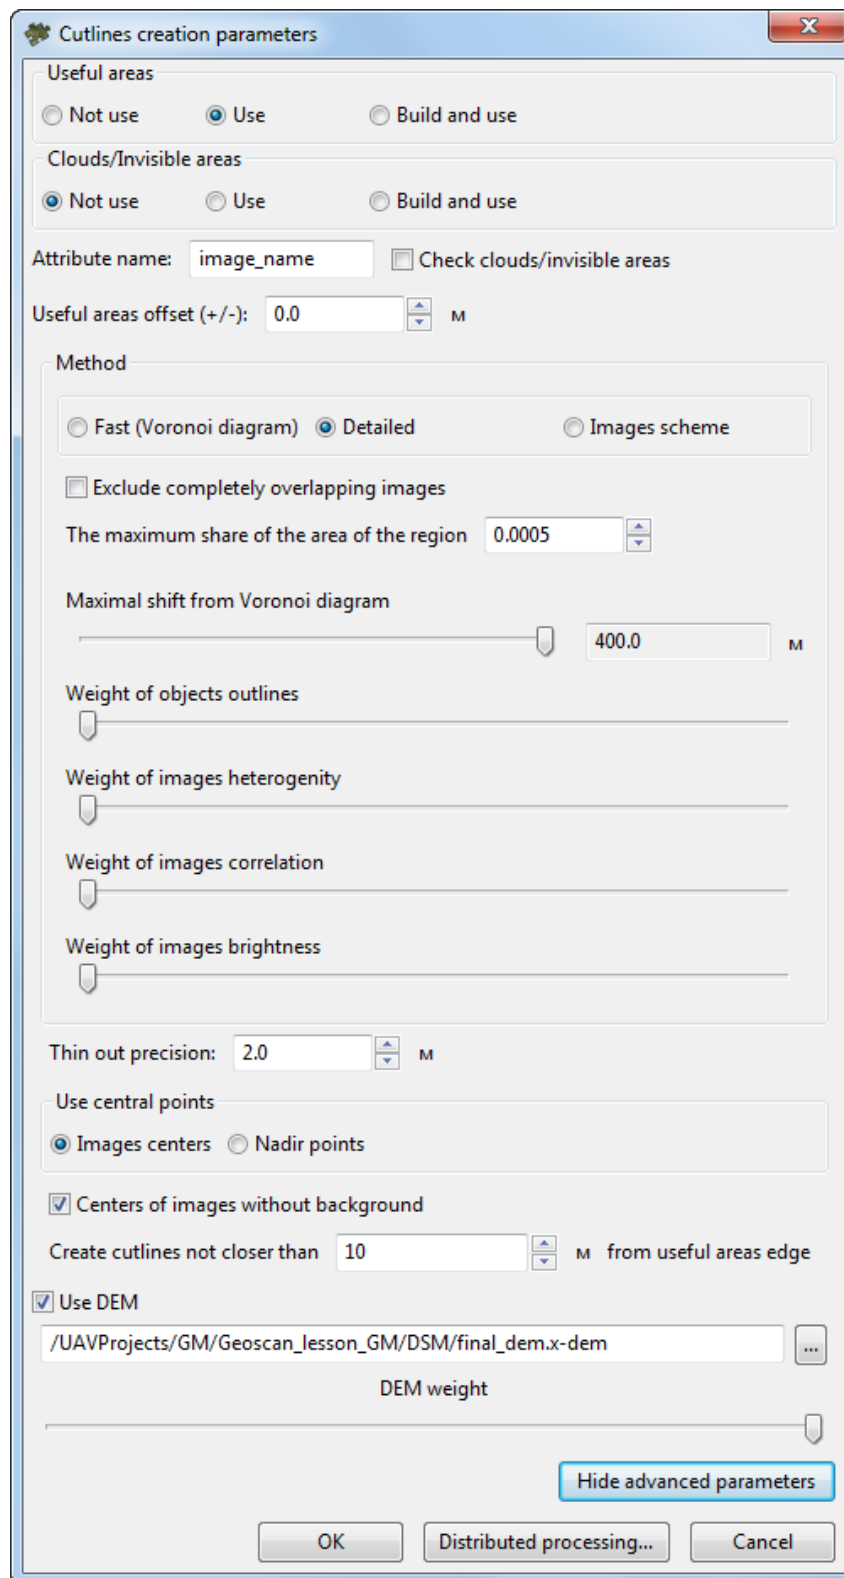 Cutlines creation parameters
Useful areas
Not use Use Build and use
Clouds/Invisible areas
Not use Use Build and use
Attribute name: image_name Check clouds/invisible areas
Useful areas offset (+/-): 0.0 м
Method
Fast (Voronoi diagram) Detailed Images scheme
Exclude completely overlapping images
The maximum share of the area of the region 0.0005
Maximal shift from Voronoi diagram
400.0 м
Weight of objects outlines
Weight of images heterogenity
Weight of images correlation
Weight of images brightness
Thin out precision: 2.0 м
Use central points
Images centers Nadir points
Centers of images without background
Create cutlines not closer than 10 м from useful areas edge
Use DEM
/UAVProjects/GM/Geoscan_lesson_GM/DSM/final_dem.x-dem ...
DEM weight
Hide advanced parameters
OK Distributed processing... Cancel